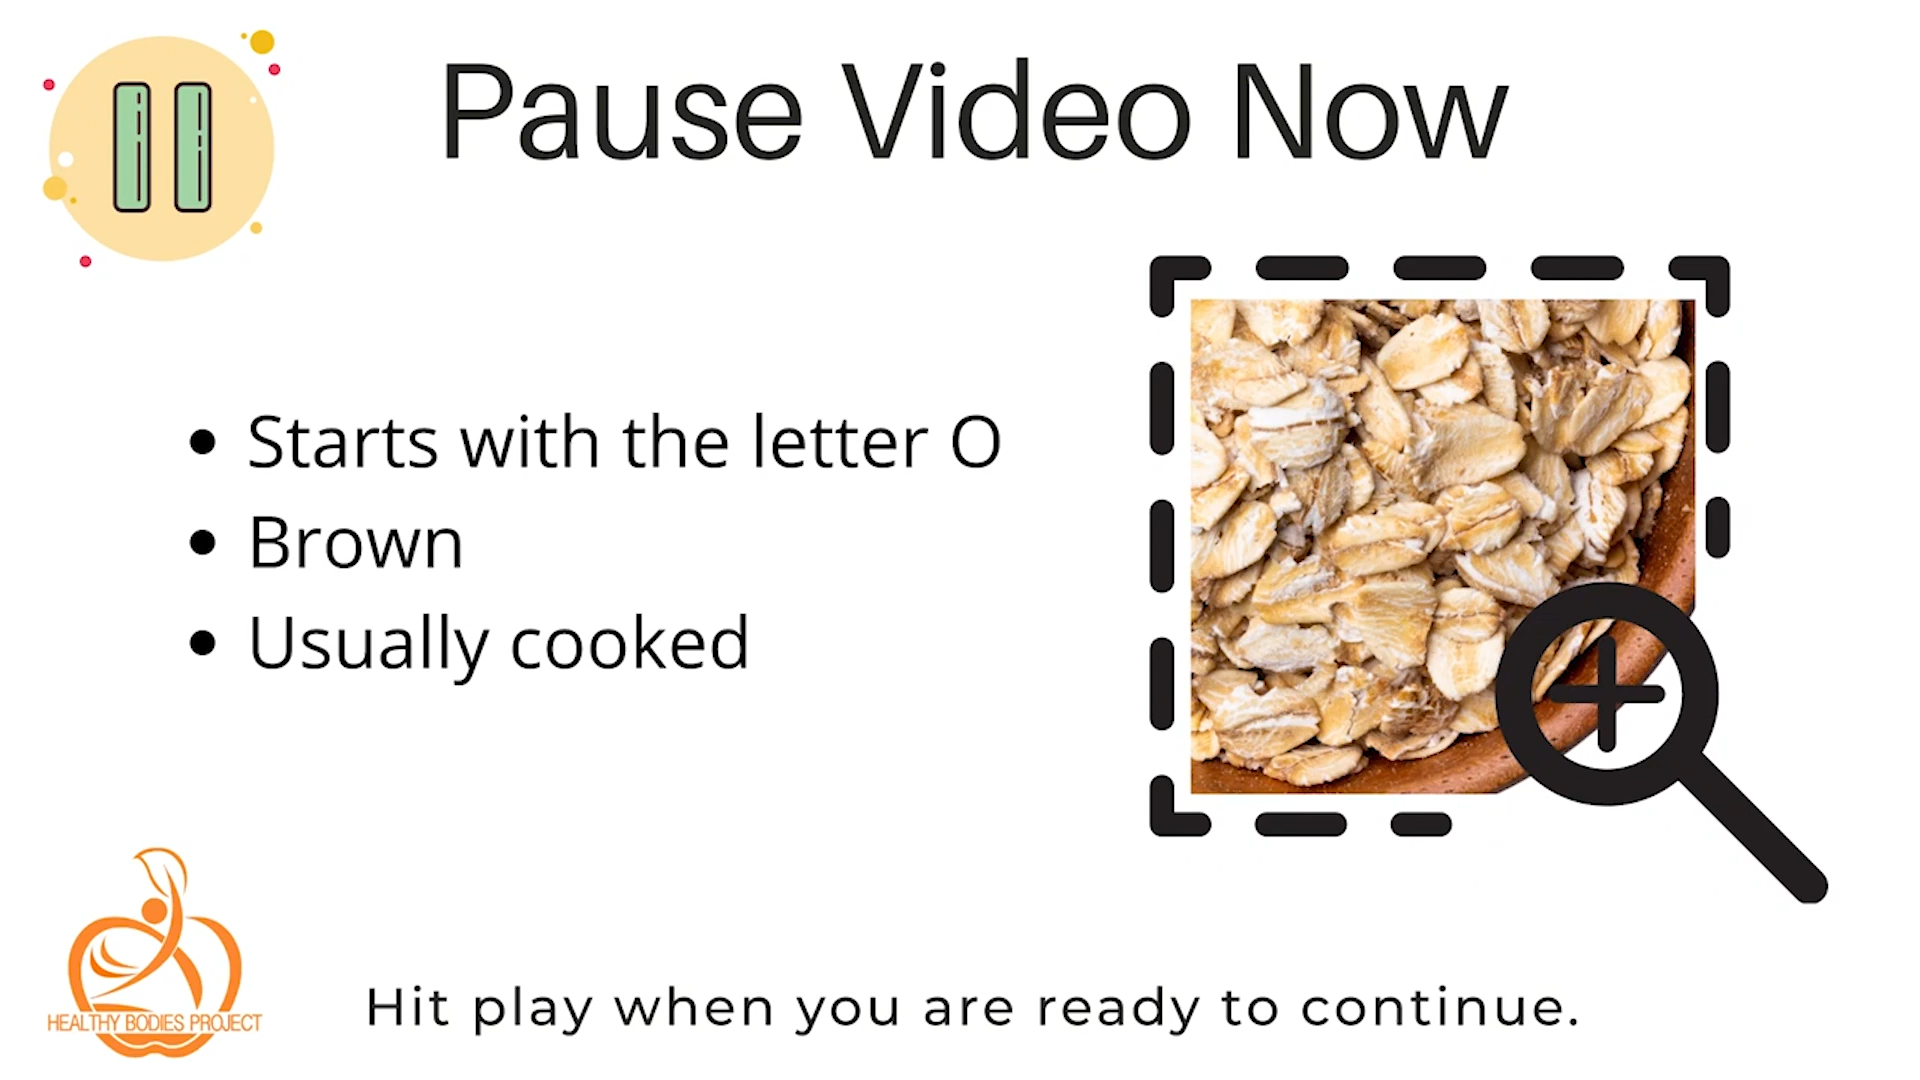 Pause Video Now
Starts with the letter O
Brown
Usually cooked
HEALTHY BODIES PROJECT
Hit play when you are ready to continue.